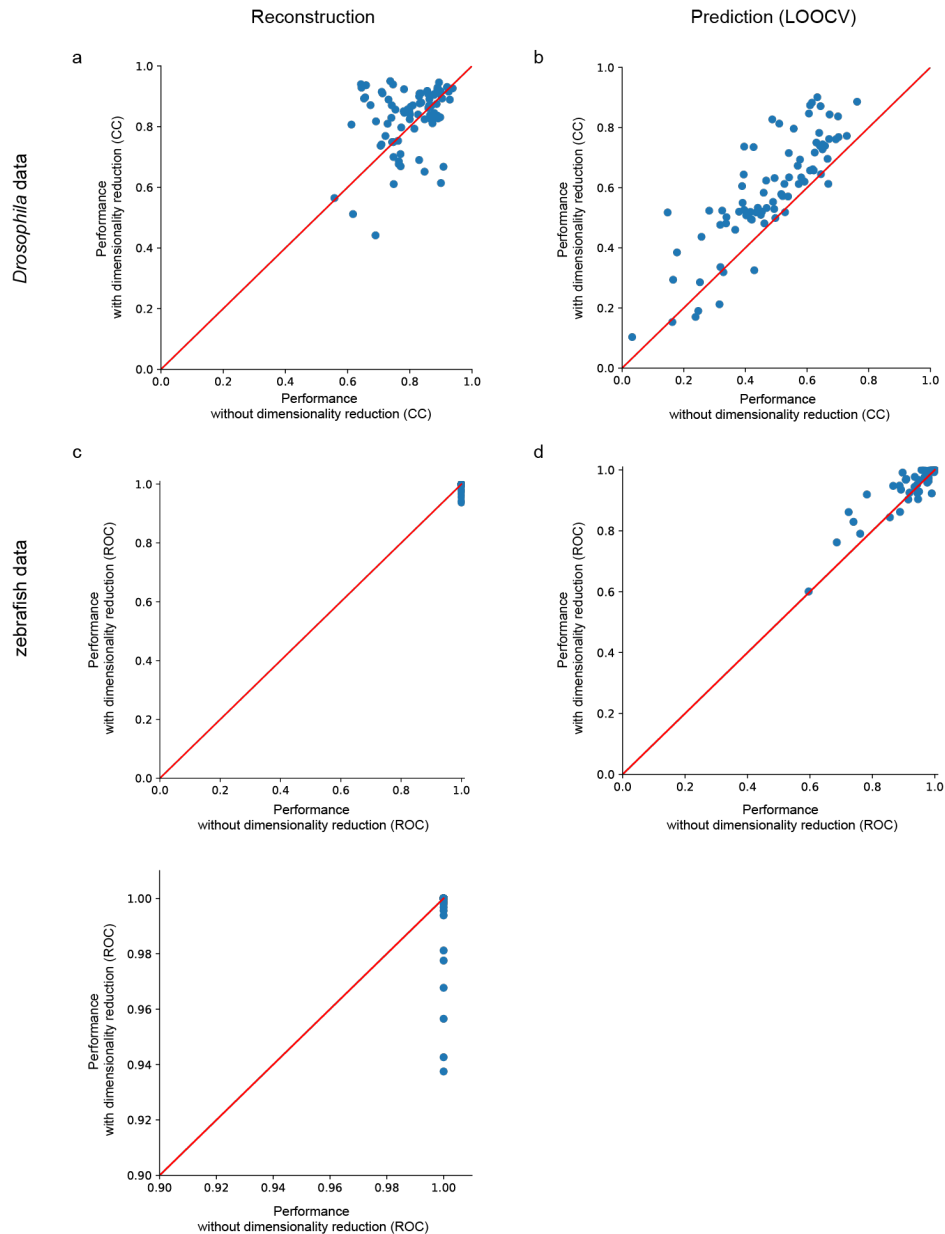 Reconstruction
Prediction (LOOCV)
Drosophila data
zebrafish data
a
Performance
with dimensionality reduction (CC)
1.0
0.8
0.6
0.4
0.2
0.0
0.0 0.2 0.4 0.6 0.8 1.0
Performance
without dimensionality reduction (CC)
b
Performance
with dimensionality reduction (CC)
1.0
0.8
0.6
0.4
0.2
0.0
0.0 0.2 0.4 0.6 0.8 1.0
Performance
without dimensionality reduction (CC)
c
Performance
with dimensionality reduction (ROC)
1.0
0.8
0.6
0.4
0.2
0.0
0.0 0.2 0.4 0.6 0.8 1.0
Performance
without dimensionality reduction (ROC)
d
Performance
with dimensionality reduction (ROC)
1.0
0.8
0.6
0.4
0.2
0.0
0.0 0.2 0.4 0.6 0.8 1.0
Performance
without dimensionality reduction (ROC)
Performance
with dimensionality reduction (ROC)
1.00
0.98
0.96
0.94
0.92
0.90
0.90 0.92 0.94 0.96 0.98 1.00
Performance
without dimensionality reduction (ROC)